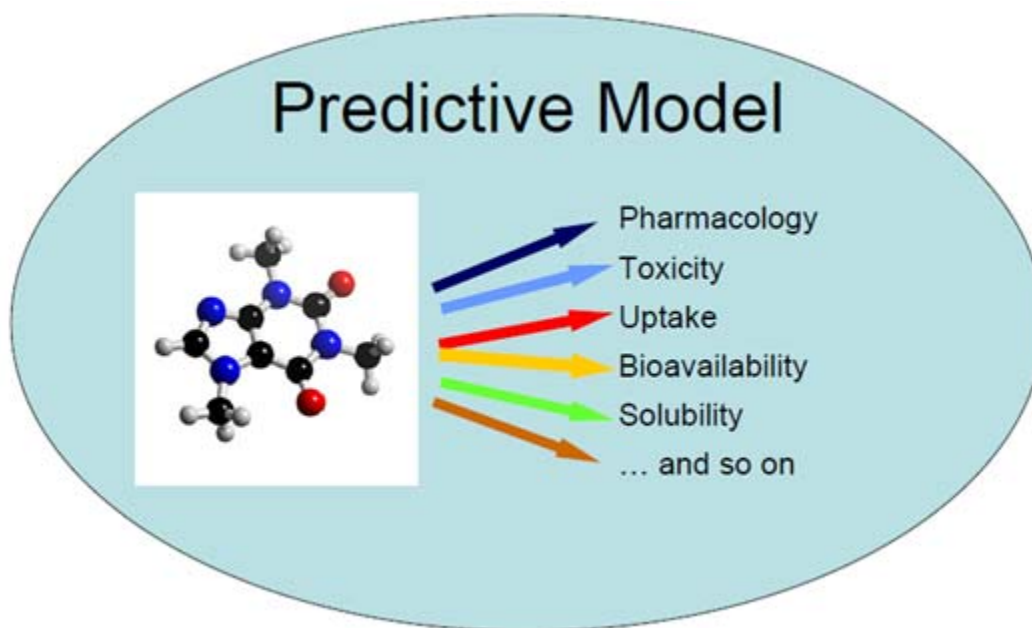 Predictive Model
Pharmacology
Toxicity
Uptake
Bioavailability
Solubility
… and so on